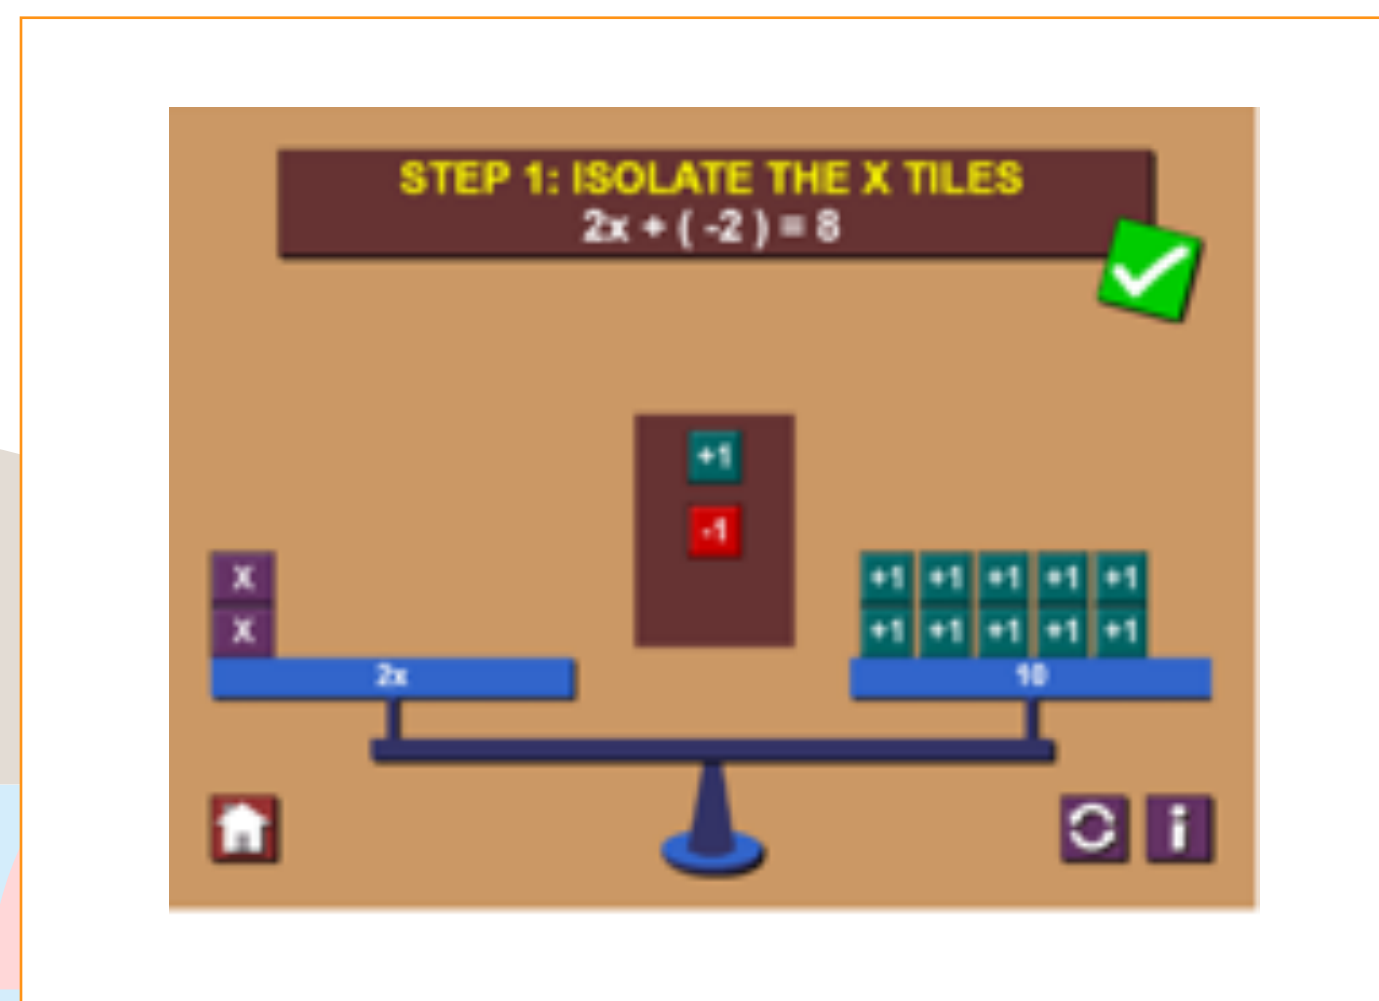 STEP 1: ISOLATE THE X TILES
2x + ( -2 ) = 8
+1
-1
X
+1 +1 +1 +1 +1
X
+1 +1 +1 +1 +1
2x
10
i